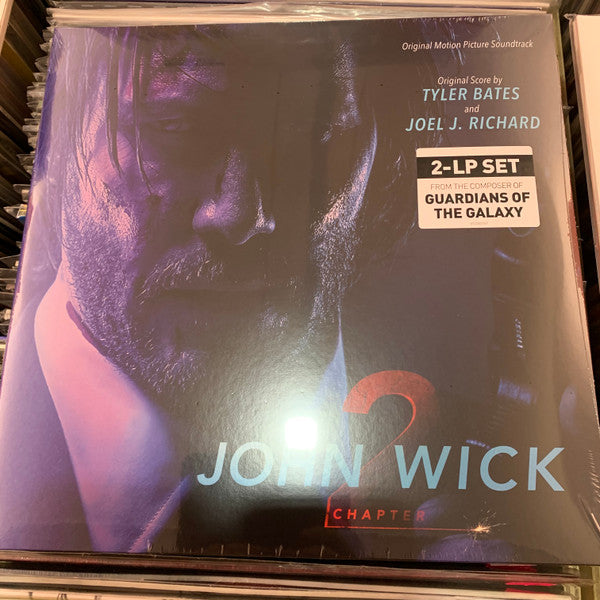 Original Motion Picture Soundtrack
Original Score by
TYLER BATES
and
JOEL J. RICHARD
2-LP SET
FROM THE COMPOSER OF
GUARDIANS OF
THE GALAXY
2
JOHN WICK
CHAPTER